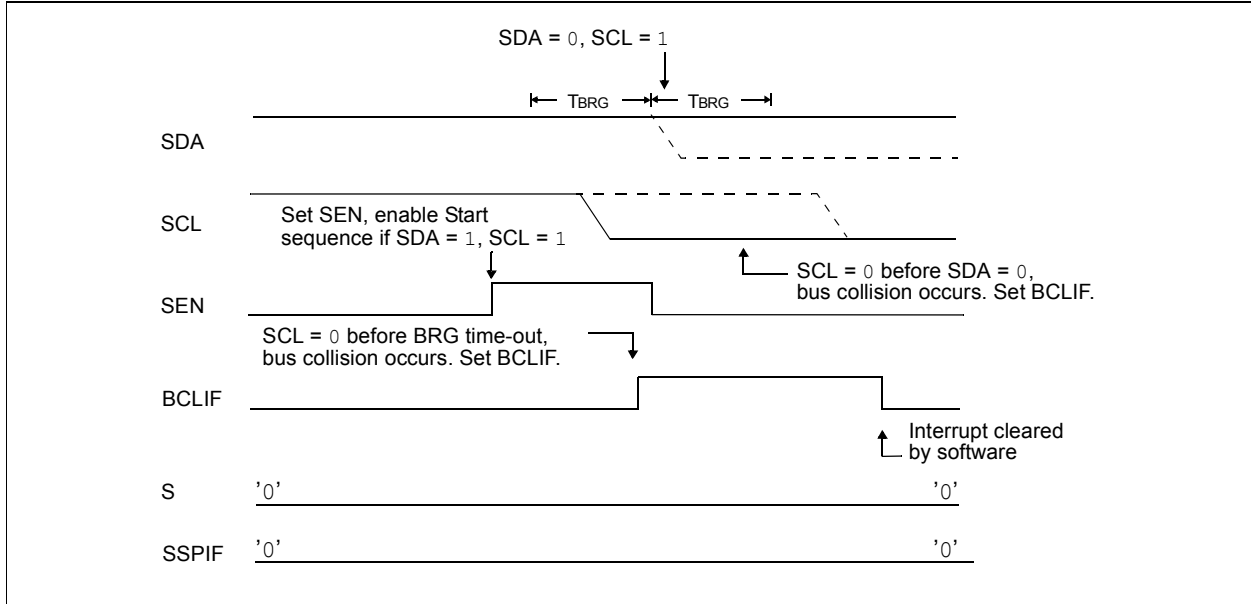 SDA = 0, SCL = 1
TBRG TBRG
SDA
SCL
Set SEN, enable Start
sequence if SDA = 1, SCL = 1
SCL = 0 before SDA = 0,
bus collision occurs. Set BCLIF.
SEN
SCL = 0 before BRG time-out,
bus collision occurs. Set BCLIF.
BCLIF
Interrupt cleared
by software
S '0' '0'
SSPIF '0' '0'